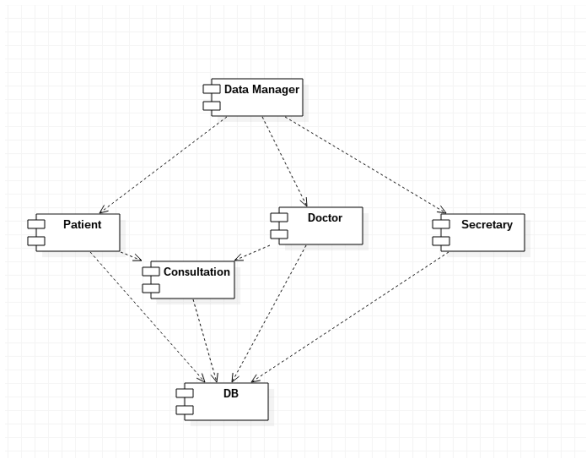 Data Manager
Patient
Doctor
Secretary
Consultation
DB